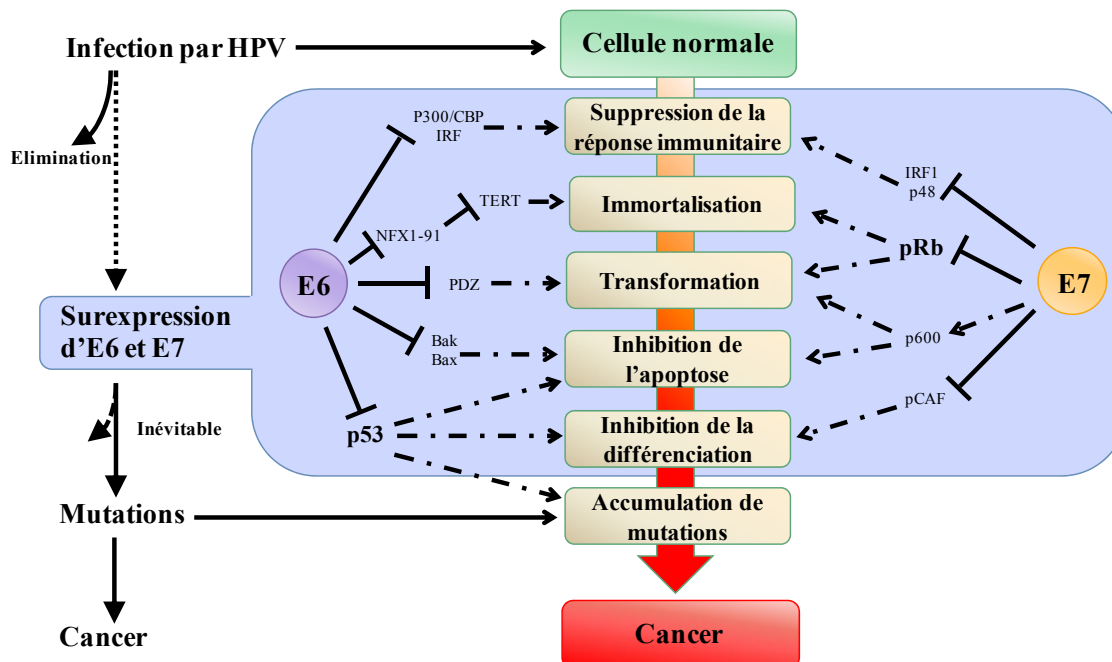 Infection par HPV
Cellule normale
Elimination
P300/CBP
IRF
Suppression de la
réponse immunitaire
IRF1
p48
TERT
Immortalisation
NFX1-91
pRb
E6
PDZ
Transformation
E7
Surexpression
d’E6 et E7
Bak
Bax
Inhibition de
l’apoptose
p600
pCAF
Inévitable
p53
Inhibition de la
différenciation
Mutations
Accumulation de
mutations
Cancer
Cancer